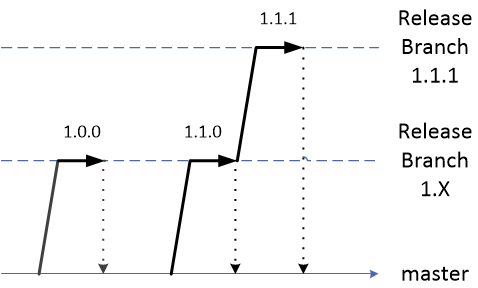 1.1.1
Release
Branch
1.1.1
1.0.0
1.1.0
Release
Branch
1.X
master